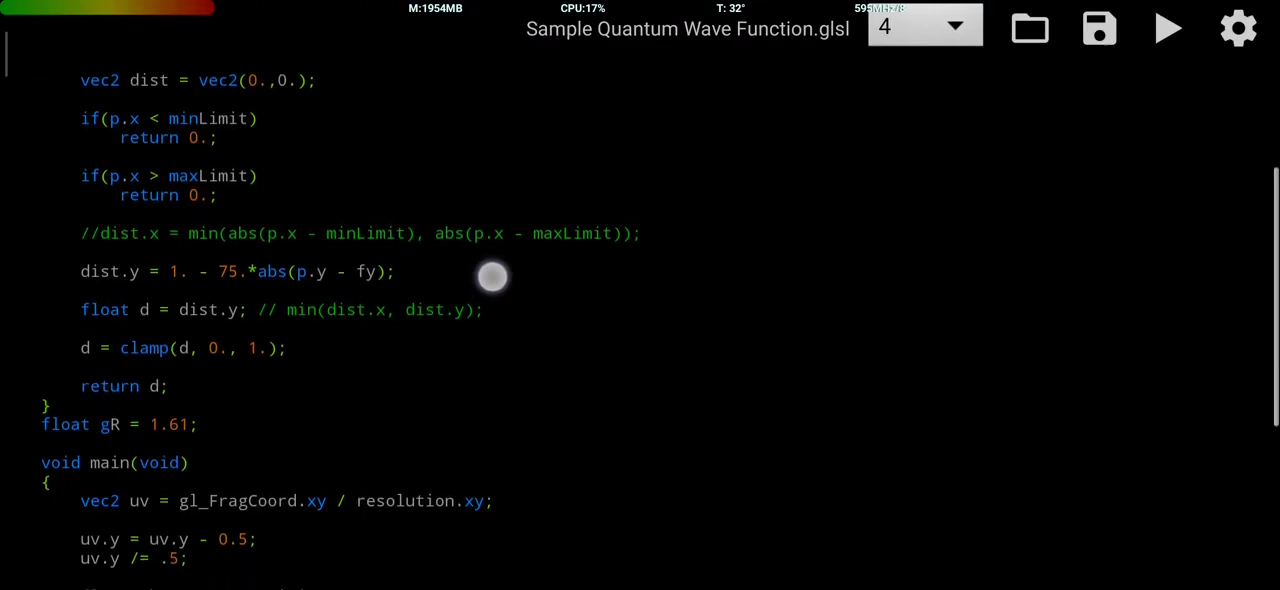 M:1954MB CPU:17% T: 32° 595MHz/8
Sample Quantum Wave Function.glsl 4
vec2 dist = vec2(0.,0.);
if(p.x < minLimit)
return 0.;
if(p.x > maxLimit)
return 0.;
//dist.x = min(abs(p.x - minLimit), abs(p.x - maxLimit));
dist.y = 1. - 75.*abs(p.y - fy);
float d = dist.y; // min(dist.x, dist.y);
d = clamp(d, 0., 1.);
return d;
}
float gR = 1.61;
void main(void)
{
vec2 uv = gl_FragCoord.xy / resolution.xy;
uv.y = uv.y - 0.5;
uv.y /= .5;